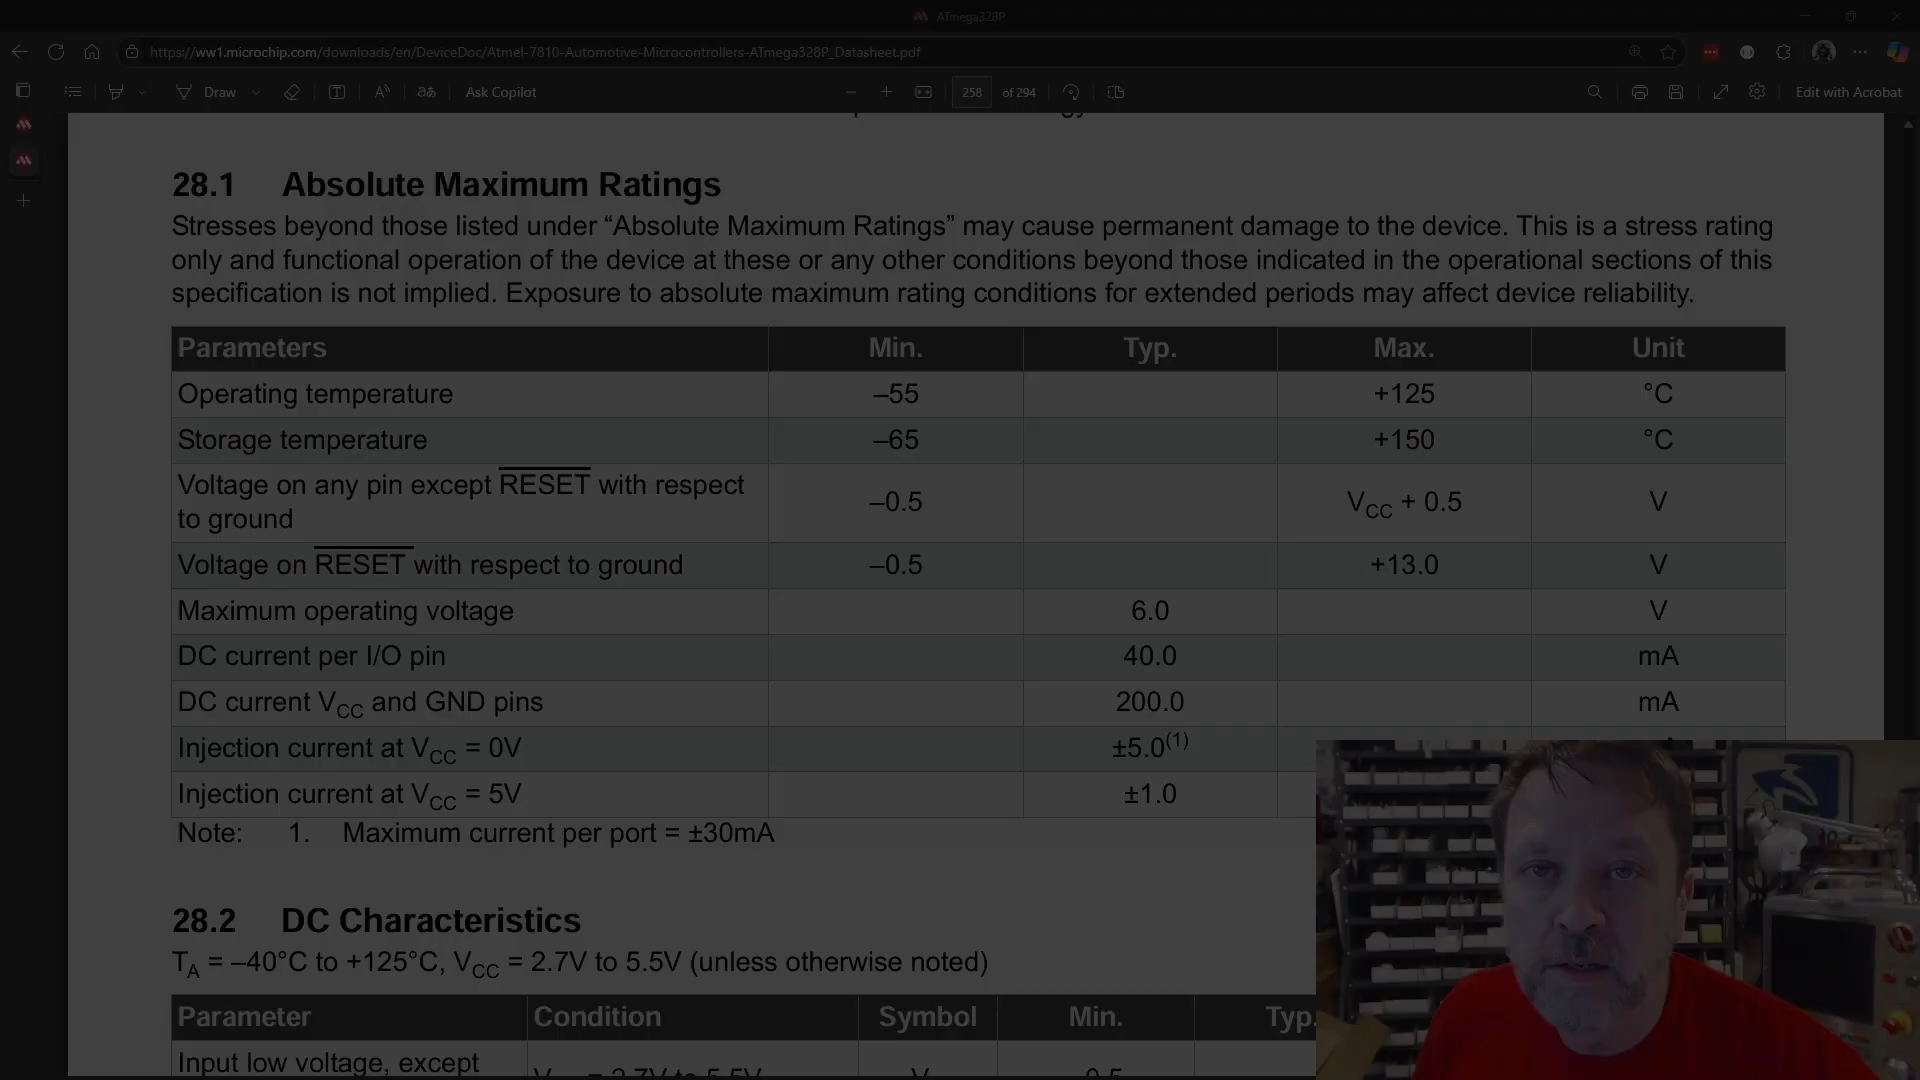 ATmega328P
https://ww1.microchip.com/downloads/en/DeviceDoc/Atmel-7810-Automotive-Microcontrollers-ATmega328P_Datasheet.pdf
Draw Ask Copilot 258 of 294 Edit with Acrobat
28.1 Absolute Maximum Ratings
Stresses beyond those listed under “Absolute Maximum Ratings” may cause permanent damage to the device. This is a stress rating
only and functional operation of the device at these or any other conditions beyond those indicated in the operational sections of this
specification is not implied. Exposure to absolute maximum rating conditions for extended periods may affect device reliability.
Parameters Min. Typ. Max. Unit
Operating temperature –55 +125 °C
Storage temperature –65 +150 °C
Voltage on any pin except RESET with respect
to ground –0.5 VCC + 0.5 V
Voltage on RESET with respect to ground –0.5 +13.0 V
Maximum operating voltage 6.0 V
DC current per I/O pin 40.0 mA
DC current VCC and GND pins 200.0 mA
Injection current at VCC = 0V ±5.0(1)
Injection current at VCC = 5V ±1.0
Note: 1. Maximum current per port = ±30mA
28.2 DC Characteristics
TA = –40°C to +125°C, VCC = 2.7V to 5.5V (unless otherwise noted)
Parameter Condition Symbol Min. Typ.
Input low voltage, except